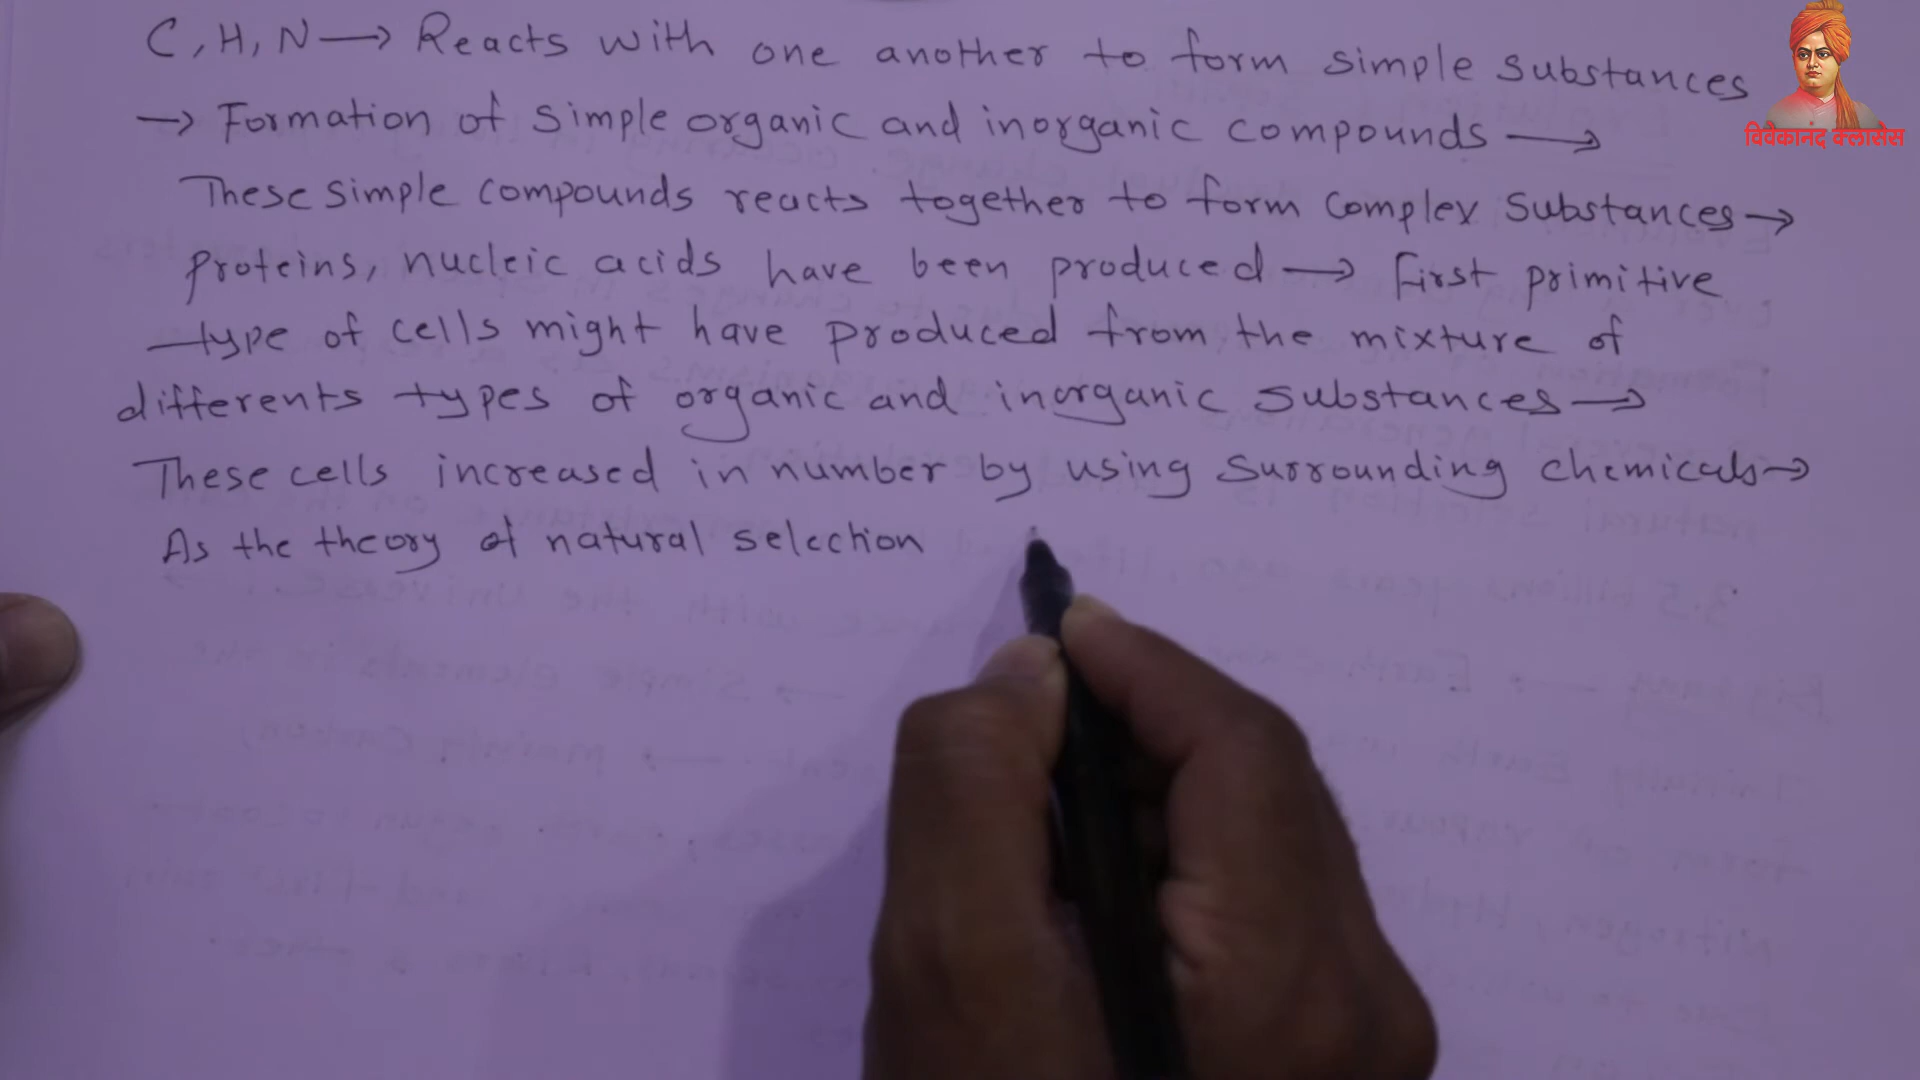 C, H, N → Reacts with one another to form simple substances
→ Formation of simple organic and inorganic compounds →
These simple compounds reacts together to form complex substances →
proteins, nucleic acids have been produced → first primitive
type of cells might have produced from the mixture of
differents types of organic and inorganic substances →
These cells increased in number by using surrounding chemicals →
As the theory of natural selection
विवेकानंद क्लासेस